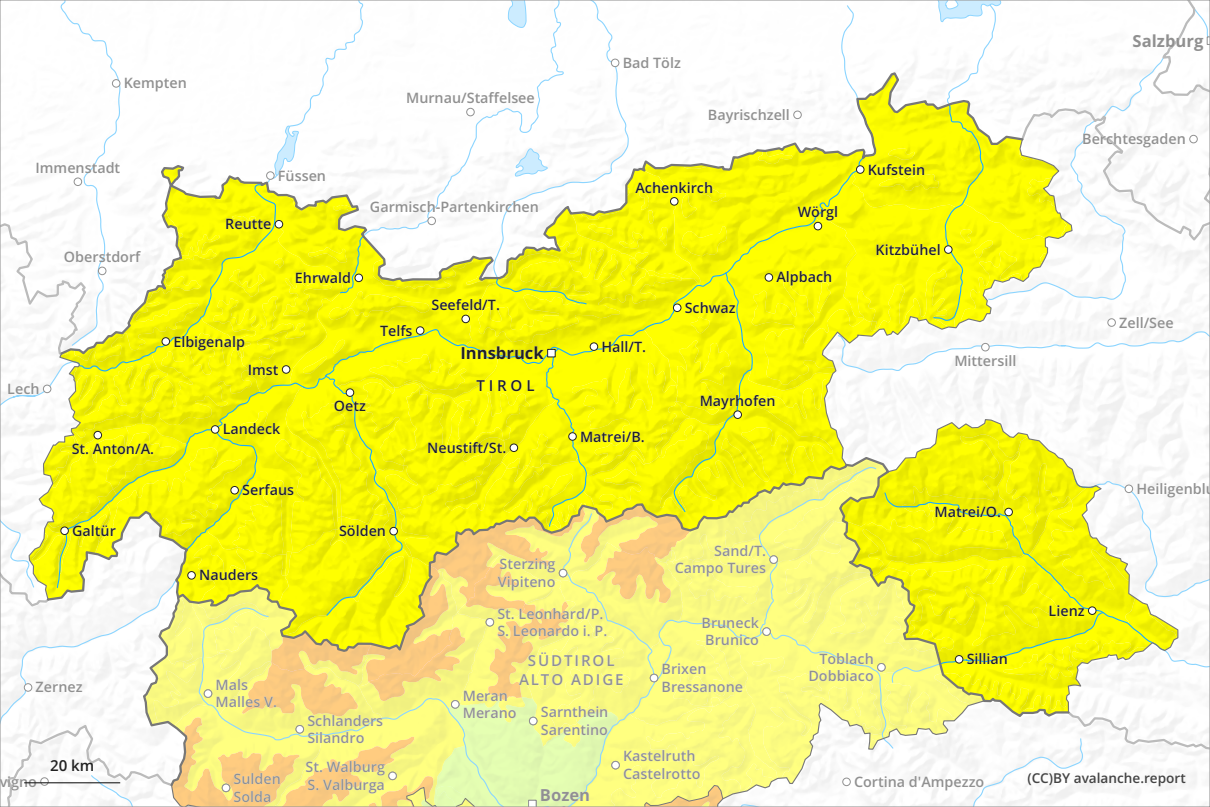 Salzburg
Bad Tölz
Kempten
Murnau/Staffelsee
Bayrischzell
Berchtesgaden
Immenstadt
Füssen
Kufstein
Achenkirch
Garmisch-Partenkirchen
Wörgl
Reutte
Kitzbühel
Oberstdorf
Ehrwald
Alpbach
Seefeld/T.
Schwaz
Telfs
Zell/See
Elbigenalp
Hall/T.
Innsbruck
Mittersill
Imst
TIROL
Lech
Oetz
Mayrhofen
Landeck
Matrei/B.
St. Anton/A.
Neustift/St.
Serfaus
Heiligenblu
Matrei/O.
Galtür
Sölden
Sand/T.
Campo Tures
Sterzing
Vipiteno
Nauders
Lienz
St. Leonhard/P.
S. Leonardo i. P.
Bruneck
Brunico
Sillian
SÜDTIROL
ALTO ADIGE
Toblach
Dobbiaco
Brixen
Bressanone
Zernez
Mals
Malles V.
Meran
Merano
Sarnthein
Sarentino
Schlanders
Silandro
Kastelruth
Castelrotto
20 km
St. Walburg
S. Valburga
Sulden
Solda
vigno
Cortina d'Ampezzo
(CC)BY avalanche.report
Bozen